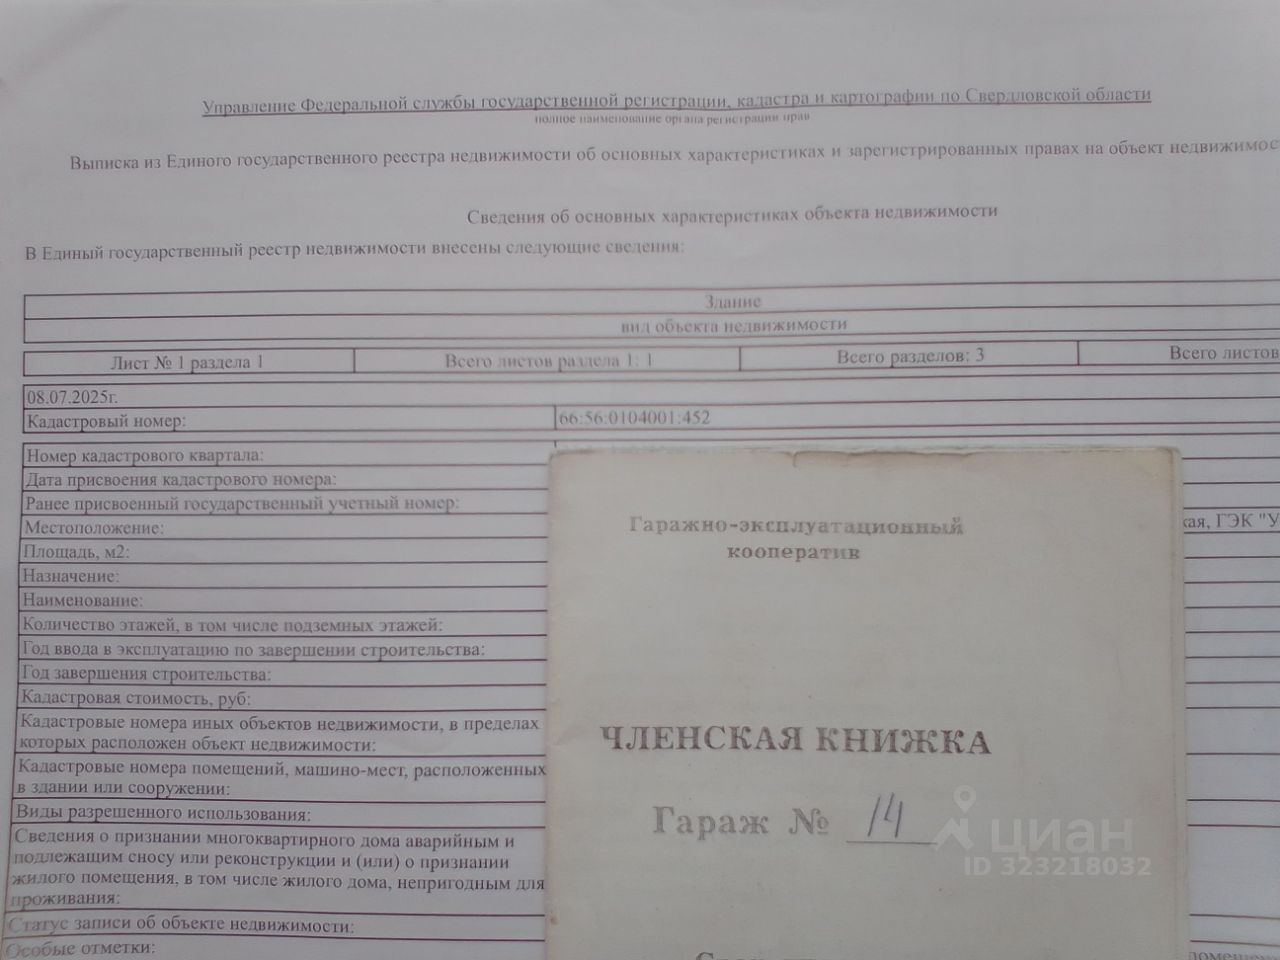 Управление Федеральной службы государственной регистрации, кадастра и картографии по Свердловской области
полное наименование органа регистрации прав
Выписка из Единого государственного реестра недвижимости об основных характеристиках и зарегистрированных правах на объект недвижимос
Сведения об основных характеристиках объекта недвижимости
В Единый государственный реестр недвижимости внесены следующие сведения:
Здание
вид объекта недвижимости
Лист № 1 раздела 1 Всего листов раздела 1: 1 Всего разделов: 3 Всего листов
08.07.2025г.
Кадастровый номер: 66:56:0104001:452
Номер кадастрового квартала:
Дата присвоения кадастрового номера:
Ранее присвоенный государственный учетный номер:
Местоположение: кая, ГЭК "У
Площадь, м2:
Назначение:
Наименование:
Количество этажей, в том числе подземных этажей:
Год ввода в эксплуатацию по завершении строительства:
Год завершения строительства:
Кадастровая стоимость, руб:
Кадастровые номера иных объектов недвижимости, в пределах
которых расположен объект недвижимости:
Кадастровые номера помещений, машино-мест, расположенных
в здании или сооружении:
Виды разрешенного использования:
Сведения о признании многоквартирного дома аварийным и
подлежащим сносу или реконструкции и (или) о признании
жилого помещения, в том числе жилого дома, непригодным для
проживания:
Статус записи об объекте недвижимости:
Особые отметки:
Гаражно-эксплуатационный
кооператив
ЧЛЕНСКАЯ КНИЖКА
Гараж № 14
циан
ID 323218032